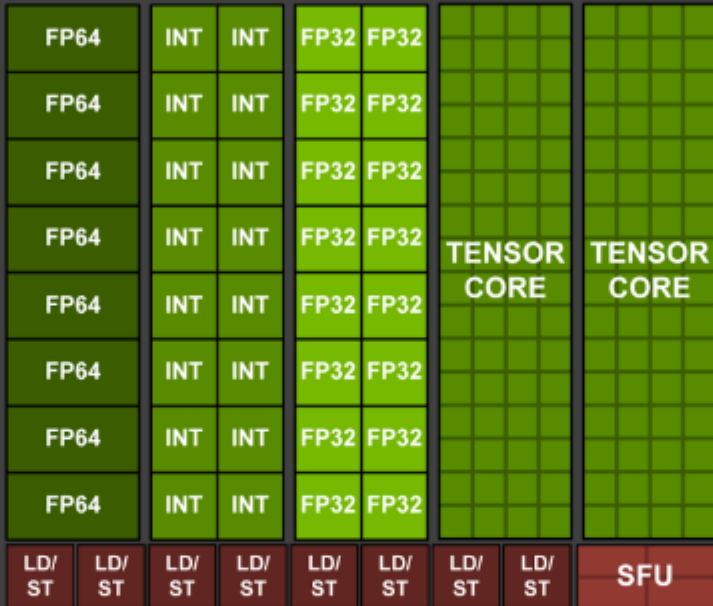 FP64 INT INT FP32 FP32
FP64 INT INT FP32 FP32
FP64 INT INT FP32 FP32
FP64 INT INT FP32 FP32
TENSOR TENSOR
CORE CORE
FP64 INT INT FP32 FP32
FP64 INT INT FP32 FP32
FP64 INT INT FP32 FP32
FP64 INT INT FP32 FP32
LD/ LD/ LD/ LD/ LD/ LD/ LD/ LD/
ST ST ST ST ST ST ST ST
SFU